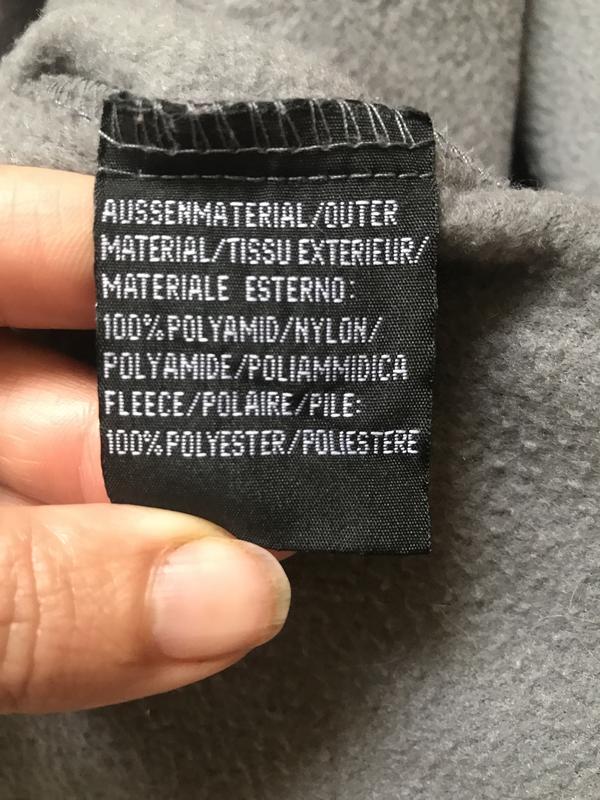 AUSSENMATERIAL/OUTER
MATERIAL/TISSU EXTERIEUR/
MATERIALE ESTERNO:
100%POLYAMID/NYLON/
POLYAMIDE/POLIAMMIDICA
FLEECE/POLAIRE/PILE:
100%POLYESTER/POLIESTERE